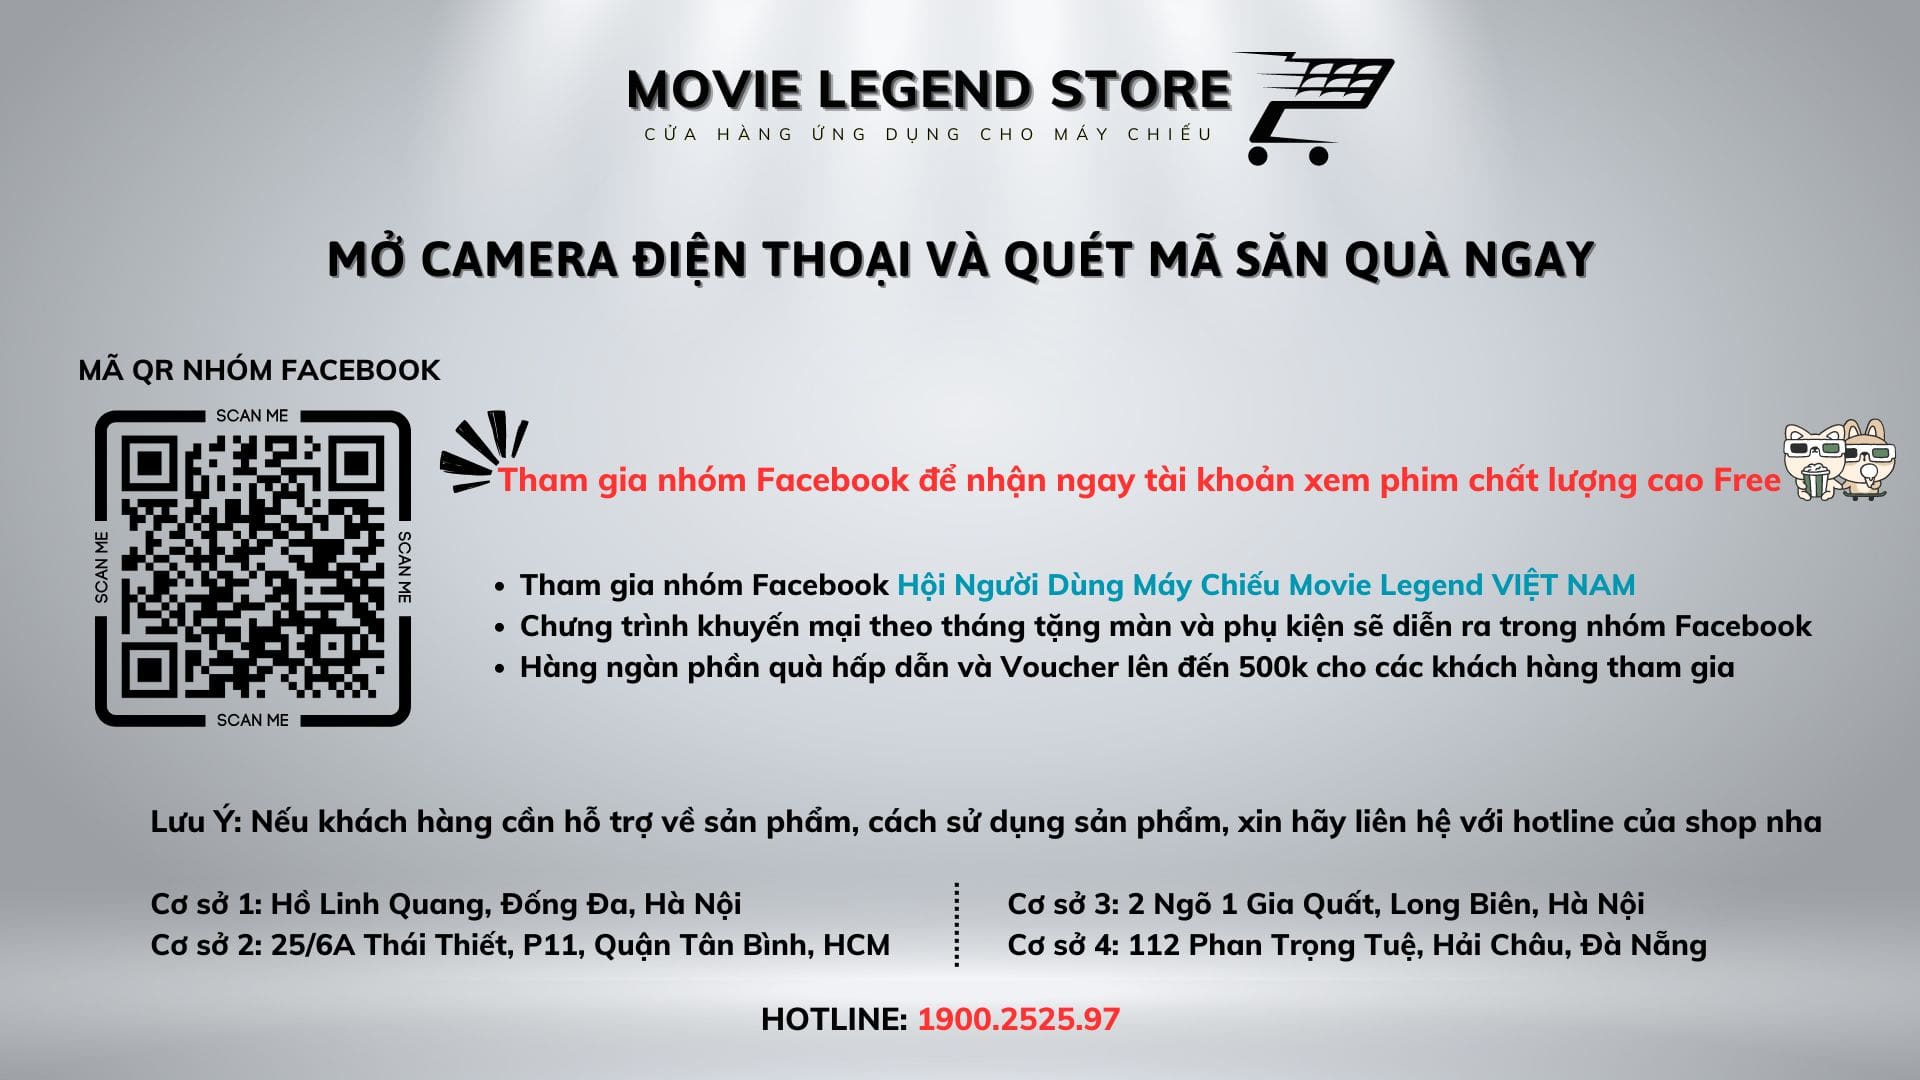 MOVIE LEGEND STORE
CỬA HÀNG ỨNG DỤNG CHO MÁY CHIẾU
MỞ CAMERA ĐIỆN THOẠI VÀ QUÉT MÃ SĂN QUÀ NGAY
MÃ QR NHÓM FACEBOOK
SCAN ME
SCAN ME
SCAN ME
SCAN ME
Tham gia nhóm Facebook để nhận ngay tài khoản xem phim chất lượng cao Free
• Tham gia nhóm Facebook Hội Người Dùng Máy Chiếu Movie Legend VIỆT NAM
• Chưng trình khuyến mại theo tháng tặng màn và phụ kiện sẽ diễn ra trong nhóm Facebook
• Hàng ngàn phần quà hấp dẫn và Voucher lên đến 500k cho các khách hàng tham gia
Lưu Ý: Nếu khách hàng cần hỗ trợ về sản phẩm, cách sử dụng sản phẩm, xin hãy liên hệ với hotline của shop nha
Cơ sở 1: Hồ Linh Quang, Đống Đa, Hà Nội
Cơ sở 2: 25/6A Thái Thiết, P11, Quận Tân Bình, HCM
Cơ sở 3: 2 Ngõ 1 Gia Quất, Long Biên, Hà Nội
Cơ sở 4: 112 Phan Trọng Tuệ, Hải Châu, Đà Nẵng
HOTLINE: 1900.2525.97